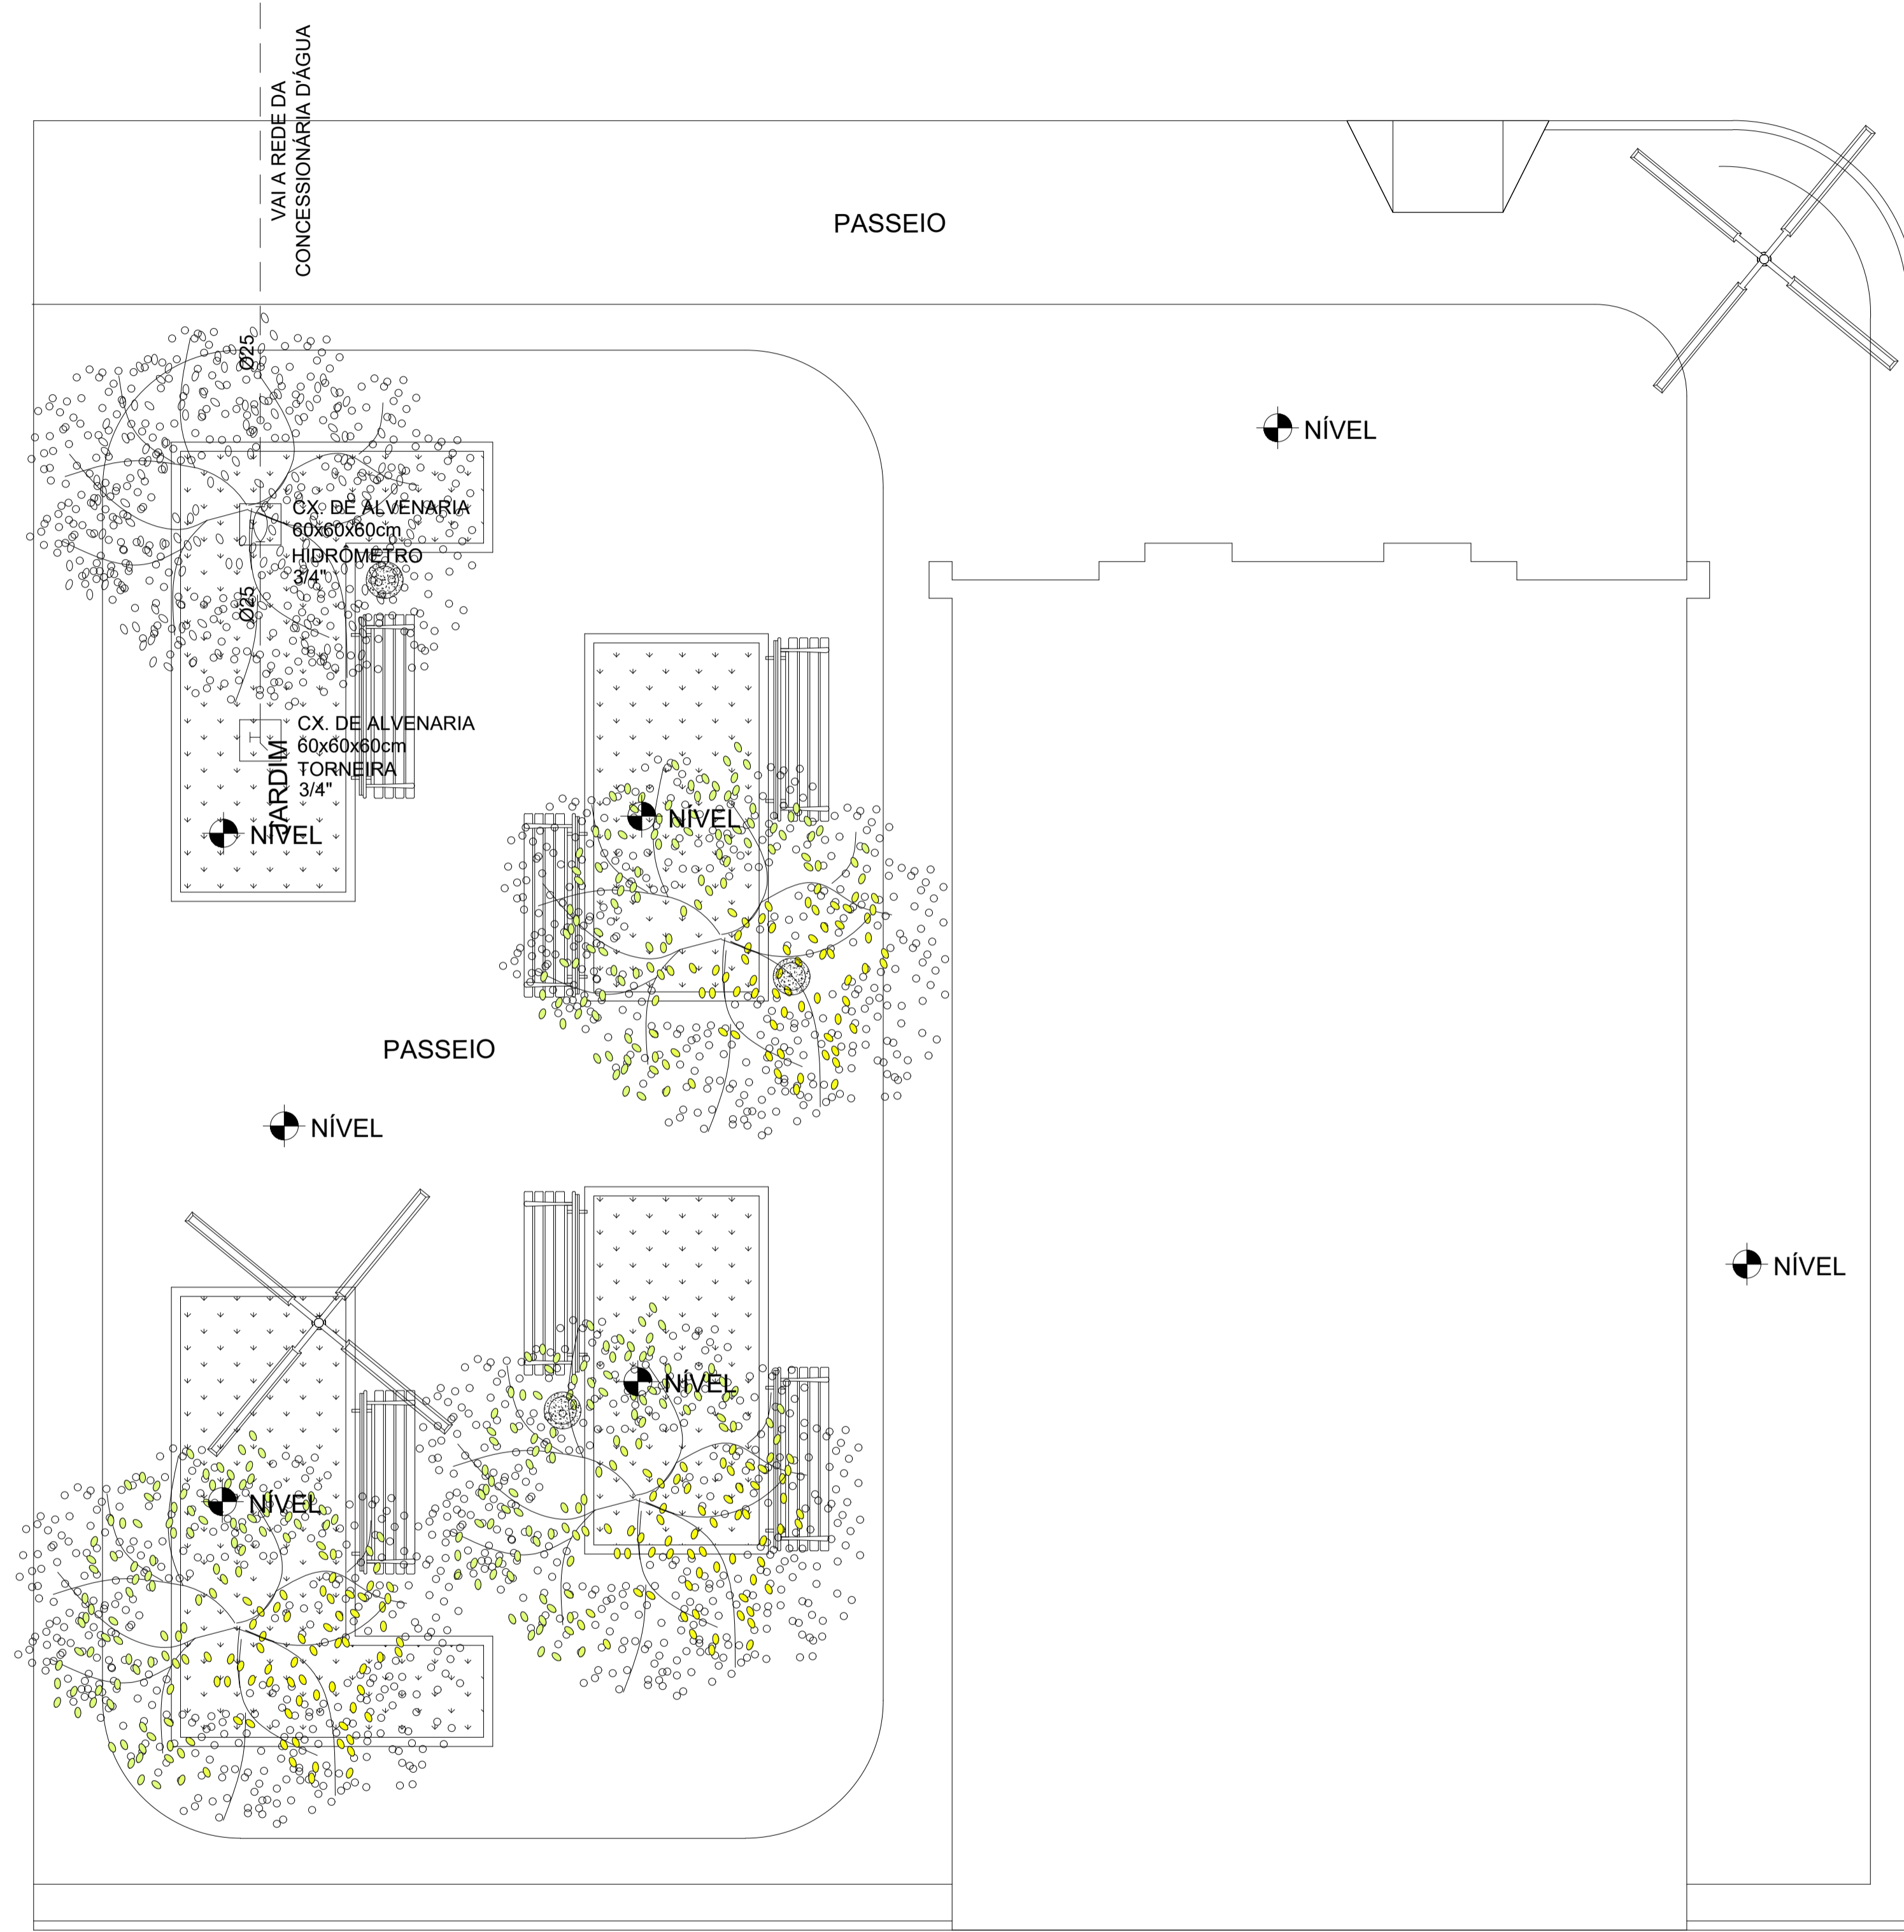 VAI A REDE DA
CONCESSIONÁRIA D'ÁGUA
PASSEIO
Ø25
NÍVEL
CX. DE ALVENARIA
60x60x60cm
HIDRÔMETRO
3/4"
Ø25
CX. DE ALVENARIA
60x60x60cm
TORNEIRA
3/4"
JARDIM
NÍVEL
NÍVEL
PASSEIO
NÍVEL
NÍVEL
NÍVEL
NÍVEL